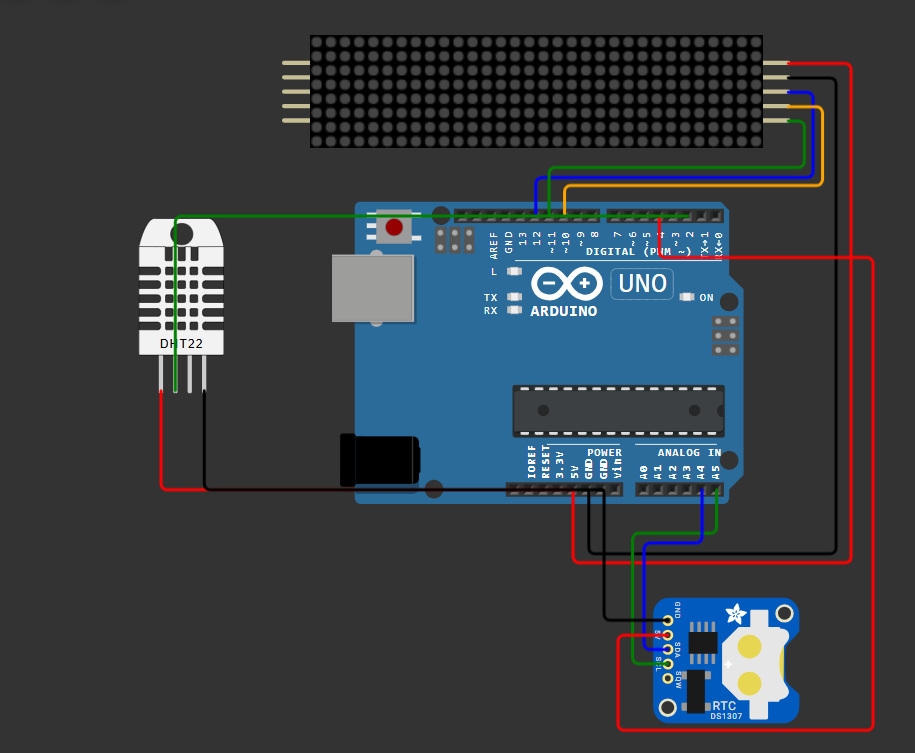 AREF
GND
13
12
~11
~10
~9
8
7
~6
~5
4
~3
2
TX→1
RX←0
DIGITAL (PWM ~)
L
TX
RX
ON
UNO
ARDUINO
DHT22
IOREF
RESET
3.3V
5V
GND
GND
Vin
POWER
ANALOG IN
A0
A1
A2
A3
A4
A5
GND
5V
SDA
SCL
SQW
RTC
DS1307